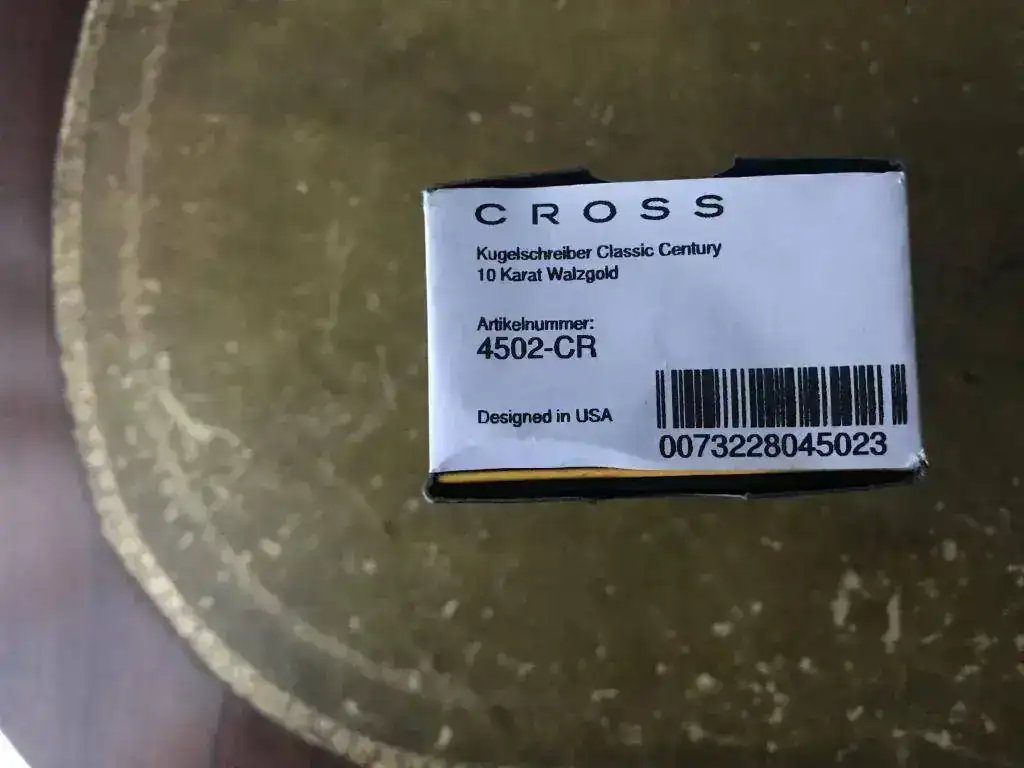 CROSS
Kugelschreiber Classic Century
10 Karat Walzgold
Artikelnummer:
4502-CR
Designed in USA
0073228045023